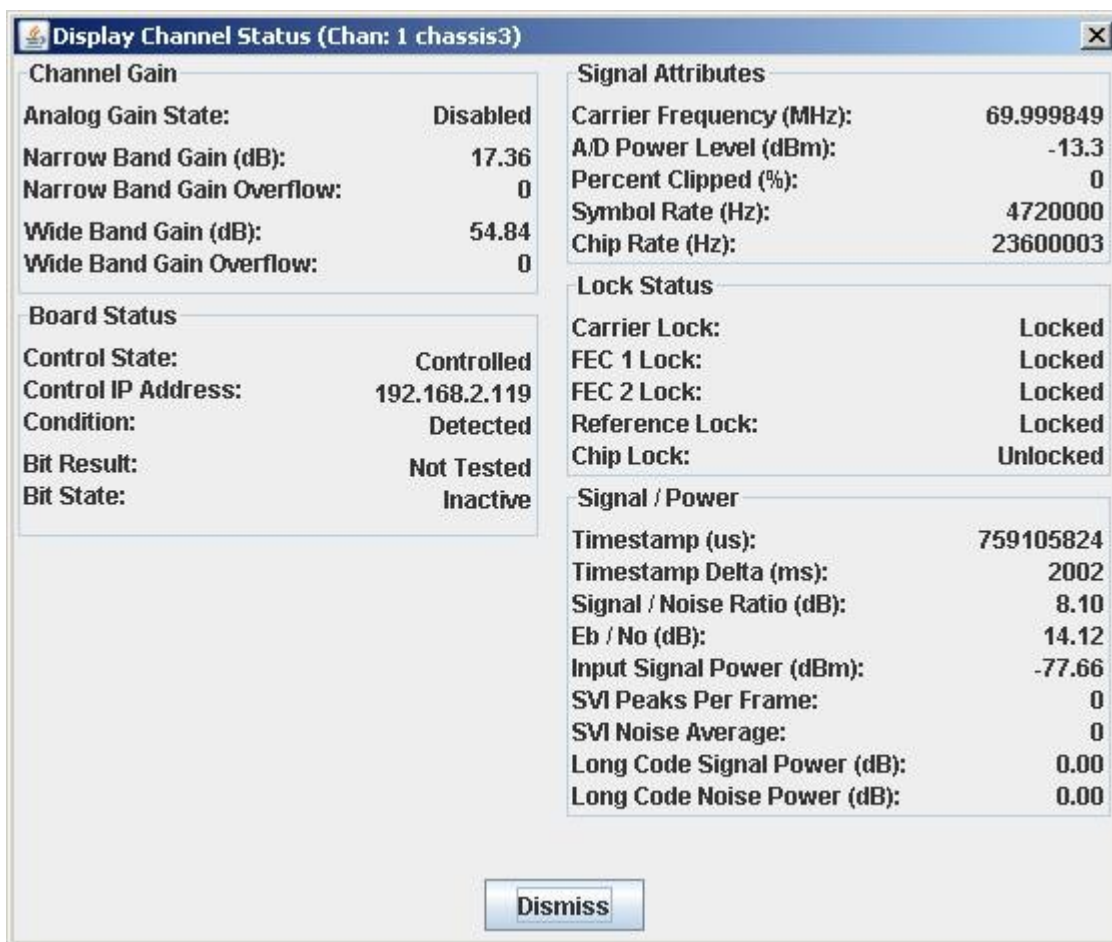 Display Channel Status (Chan: 1 chassis3)
Channel Gain
Analog Gain State: Disabled
Narrow Band Gain (dB): 17.36
Narrow Band Gain Overflow: 0
Wide Band Gain (dB): 54.84
Wide Band Gain Overflow: 0
Board Status
Control State: Controlled
Control IP Address: 192.168.2.119
Condition: Detected
Bit Result: Not Tested
Bit State: Inactive
Signal Attributes
Carrier Frequency (MHz): 69.999849
A/D Power Level (dBm): -13.3
Percent Clipped (%): 0
Symbol Rate (Hz): 4720000
Chip Rate (Hz): 23600003
Lock Status
Carrier Lock: Locked
FEC 1 Lock: Locked
FEC 2 Lock: Locked
Reference Lock: Locked
Chip Lock: Unlocked
Signal / Power
Timestamp (us): 759105824
Timestamp Delta (ms): 2002
Signal / Noise Ratio (dB): 8.10
Eb / No (dB): 14.12
Input Signal Power (dBm): -77.66
SVI Peaks Per Frame: 0
SVI Noise Average: 0
Long Code Signal Power (dB): 0.00
Long Code Noise Power (dB): 0.00
Dismiss